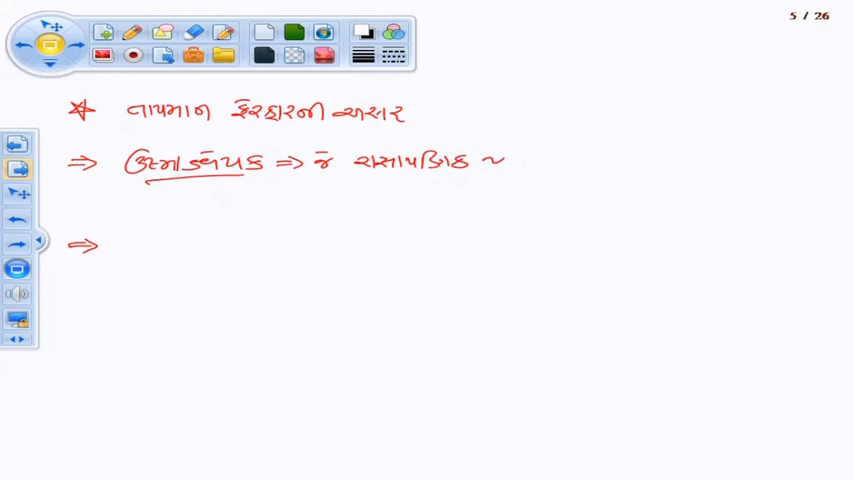 5 / 26
* તાપમાન ફેરફારની અસર
⇒ ઉષ્માક્ષેપક ⇒ જે રાસાયણિક ~
⇒